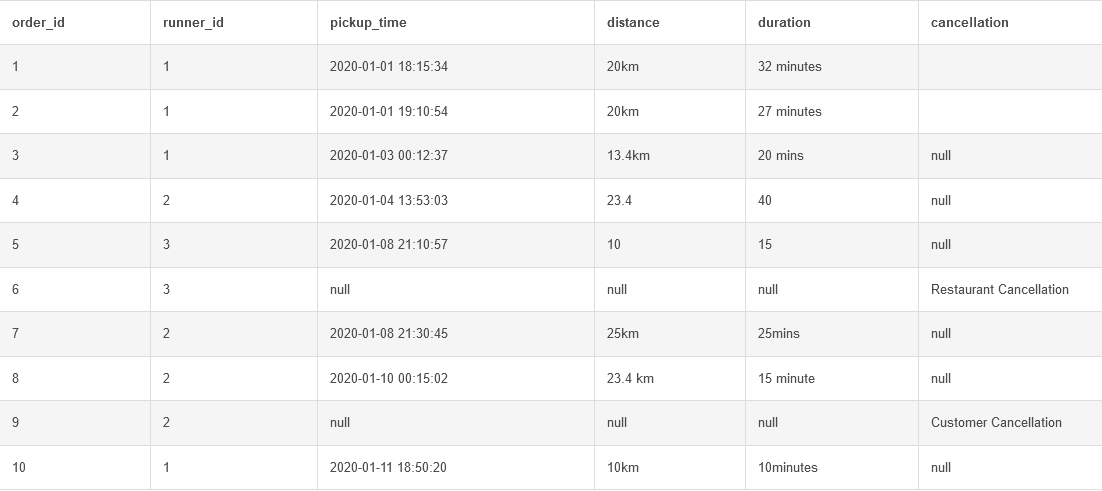 order_id runner_id pickup_time distance duration cancellation
1 1 2020-01-01 18:15:34 20km 32 minutes
2 1 2020-01-01 19:10:54 20km 27 minutes
3 1 2020-01-03 00:12:37 13.4km 20 mins null
4 2 2020-01-04 13:53:03 23.4 40 null
5 3 2020-01-08 21:10:57 10 15 null
6 3 null null null Restaurant Cancellation
7 2 2020-01-08 21:30:45 25km 25mins null
8 2 2020-01-10 00:15:02 23.4 km 15 minute null
9 2 null null null Customer Cancellation
10 1 2020-01-11 18:50:20 10km 10minutes null